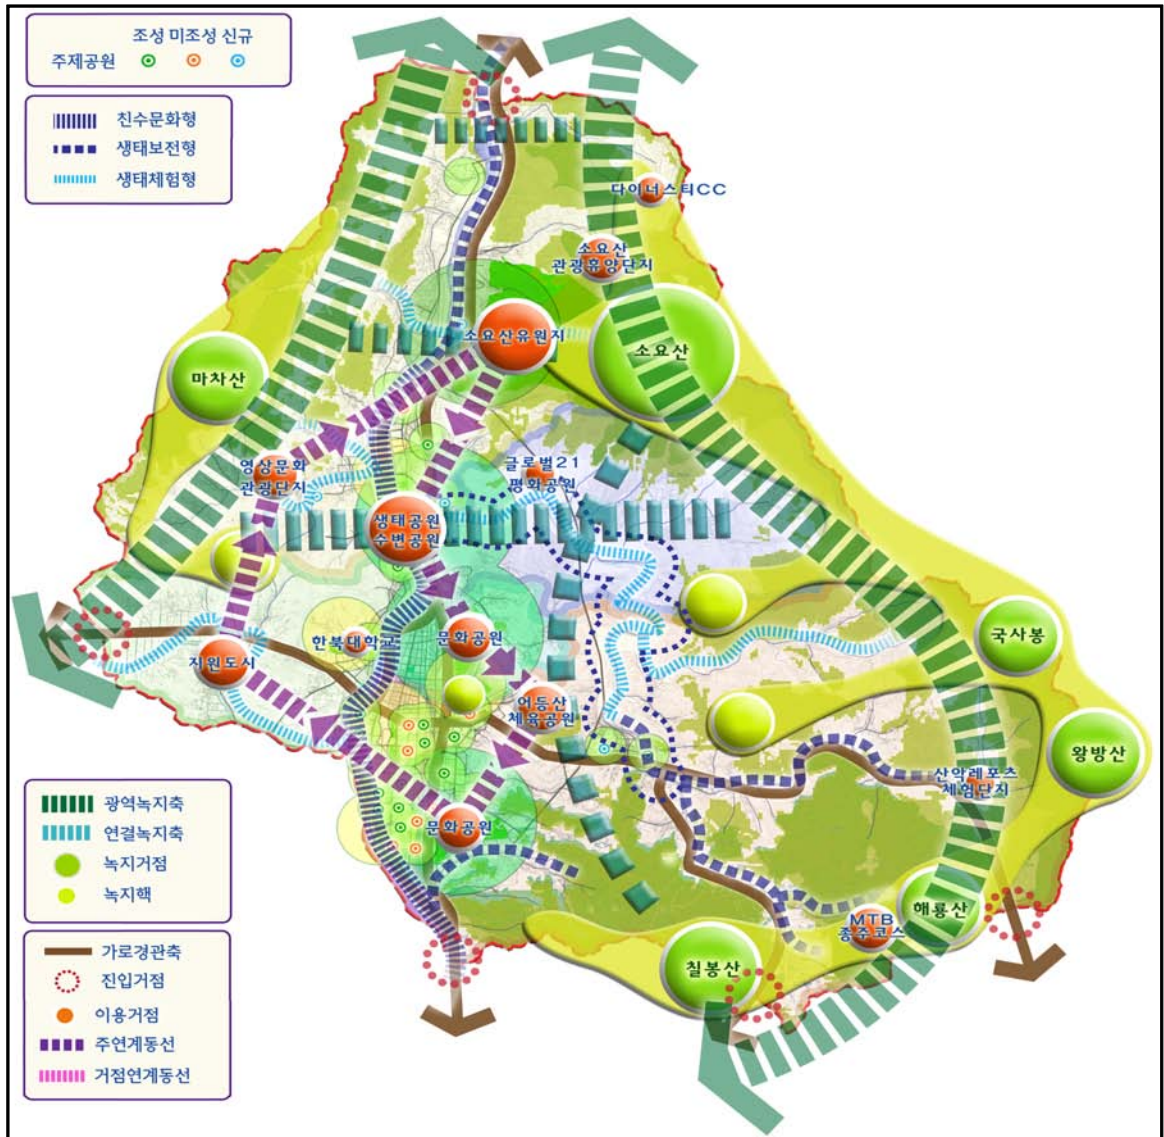 조성 미조성 신규
주제공원
친수문화형
생태보전형
생태체험형
다이너스티CC
소요산
관광휴양단지
소요산유원지
소요산
마차산
영상문화
관광단지
글로벌21
평화공원
생태공원
수변공원
한북대학교
문화공원
지원도시
국사봉
어등산
체육공원
왕방산
산악레포츠
체험단지
문화공원
해룡산
MTB
종주코스
칠봉산
광역녹지축
연결녹지축
녹지거점
녹지핵
가로경관축
진입거점
이용거점
주연계동선
거점연계동선